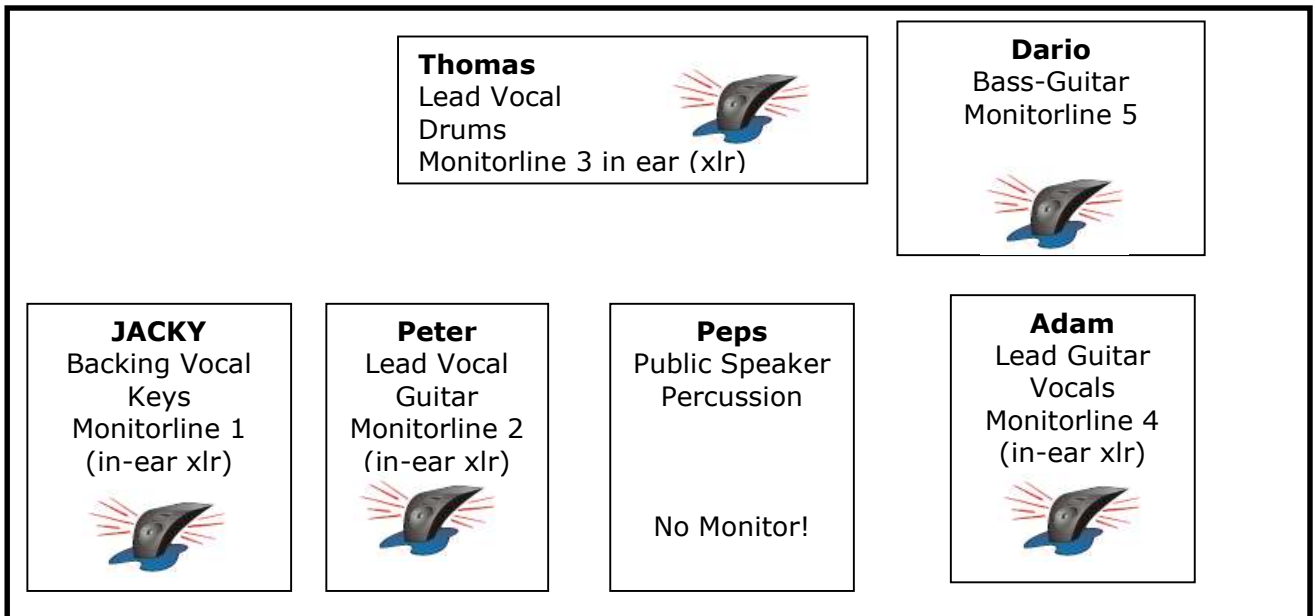 Thomas
Lead Vocal
Drums
Monitorline 3 in ear (xlr)
Dario
Bass-Guitar
Monitorline 5
JACKY
Backing Vocal
Keys
Monitorline 1
(in-ear xlr)
Peter
Lead Vocal
Guitar
Monitorline 2
(in-ear xlr)
Peps
Public Speaker
Percussion
No Monitor!
Adam
Lead Guitar
Vocals
Monitorline 4
(in-ear xlr)